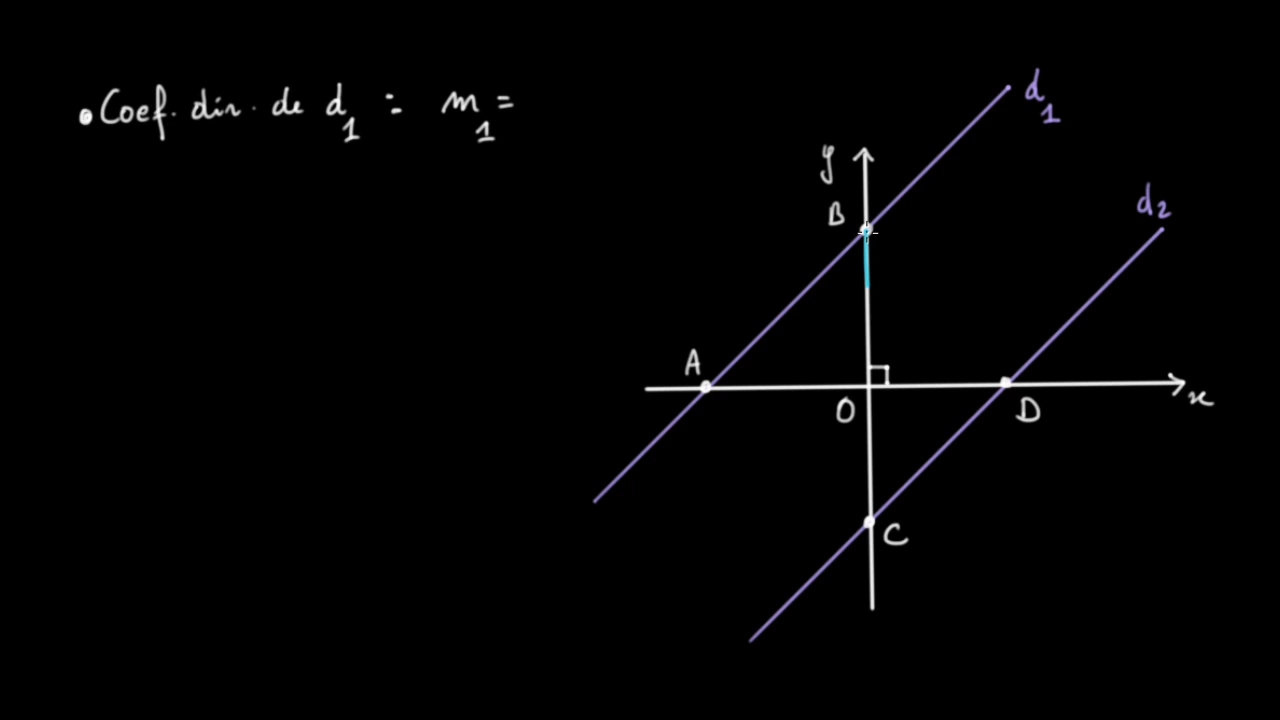 • Coef. dir. de d₁ : m₁ =
d₁
y
B
d₂
A
O
D
x
C